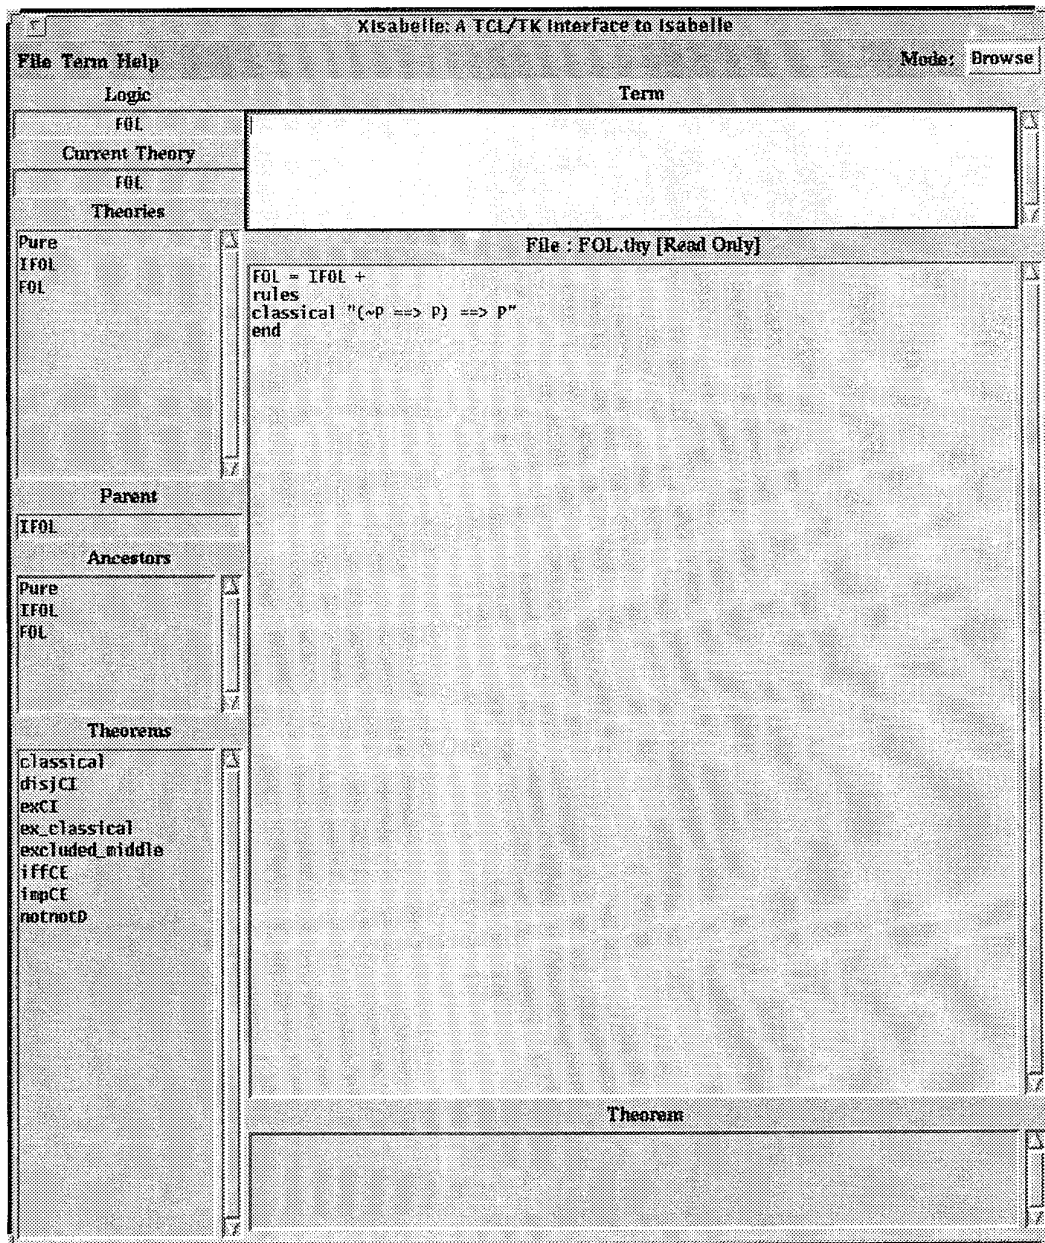 XIsabelle: A TCL/TK Interface to Isabelle
File Term Help
Mode: Browse
Logic
FOL
Current Theory
FOL
Theories
Pure
IFOL
FOL
Parent
IFOL
Ancestors
Pure
IFOL
FOL
Theorems
classical
disjCI
exCI
ex_classical
excluded_middle
iffCE
impCE
notnotD
Term
File : FOL.thy [Read Only]
FOL = IFOL +
rules
classical "(~P ==> P) ==> P"
end
Theorem